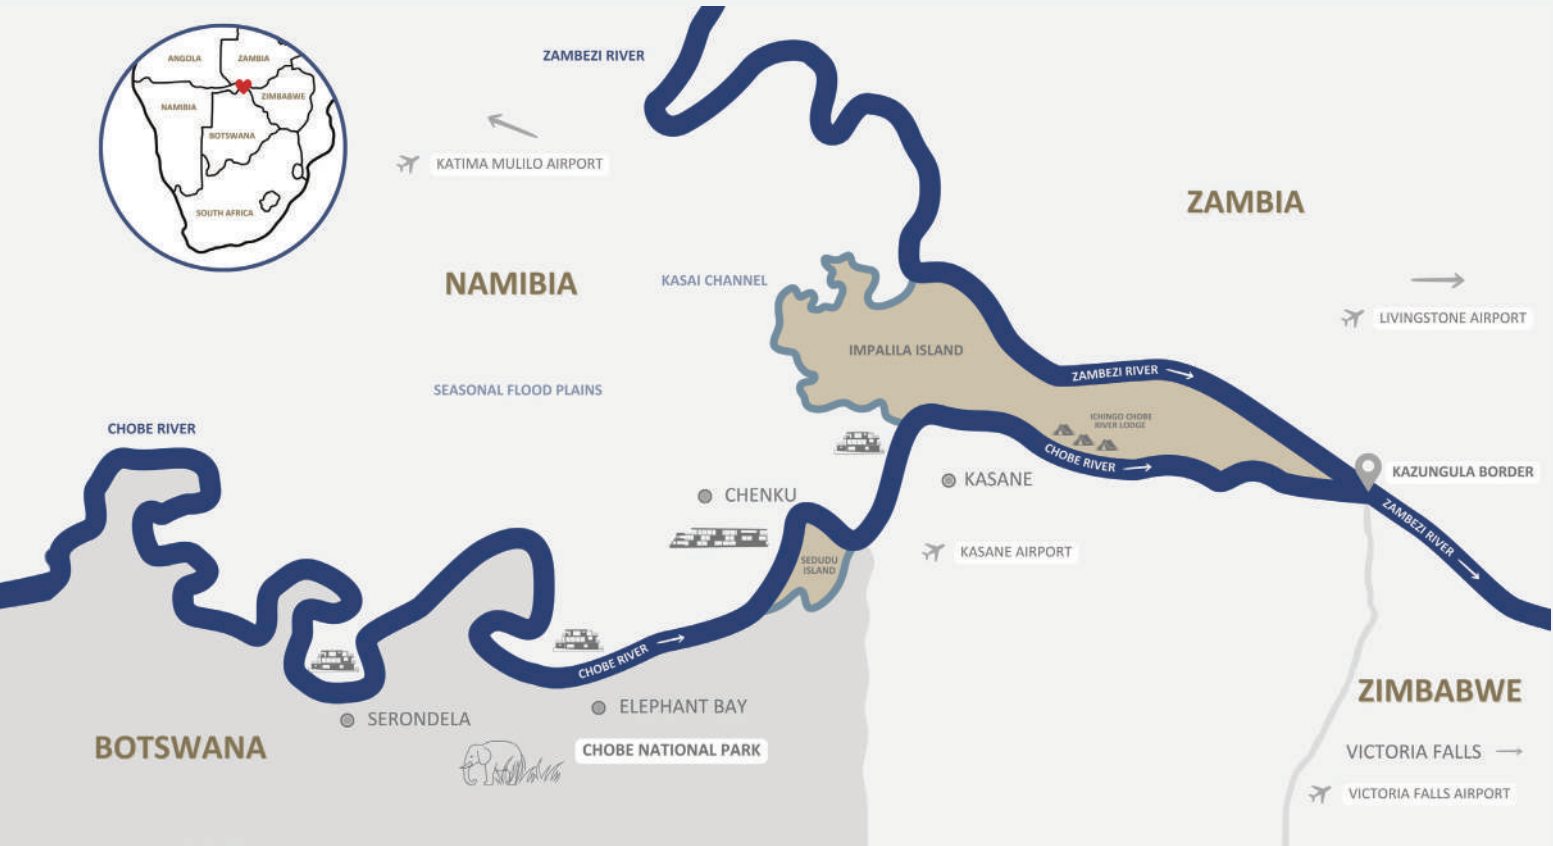 ANGOLA
ZAMBIA
NAMIBIA
ZIMBABWE
BOTSWANA
SOUTH AFRICA
ZAMBEZI RIVER
KATIMA MULILO AIRPORT
ZAMBIA
NAMIBIA
KASAI CHANNEL
LIVINGSTONE AIRPORT
IMPALILA ISLAND
ZAMBEZI RIVER
SEASONAL FLOOD PLAINS
CHOBE RIVER
ICHINGO CHOBE
RIVER LODGE
CHOBE RIVER
KAZUNGULA BORDER
KASANE
CHENKU
ZAMBEZI RIVER
KASANE AIRPORT
SEDUDU
ISLAND
CHOBE RIVER
ELEPHANT BAY
SERONDELA
BOTSWANA
CHOBE NATIONAL PARK
ZIMBABWE
VICTORIA FALLS
VICTORIA FALLS AIRPORT